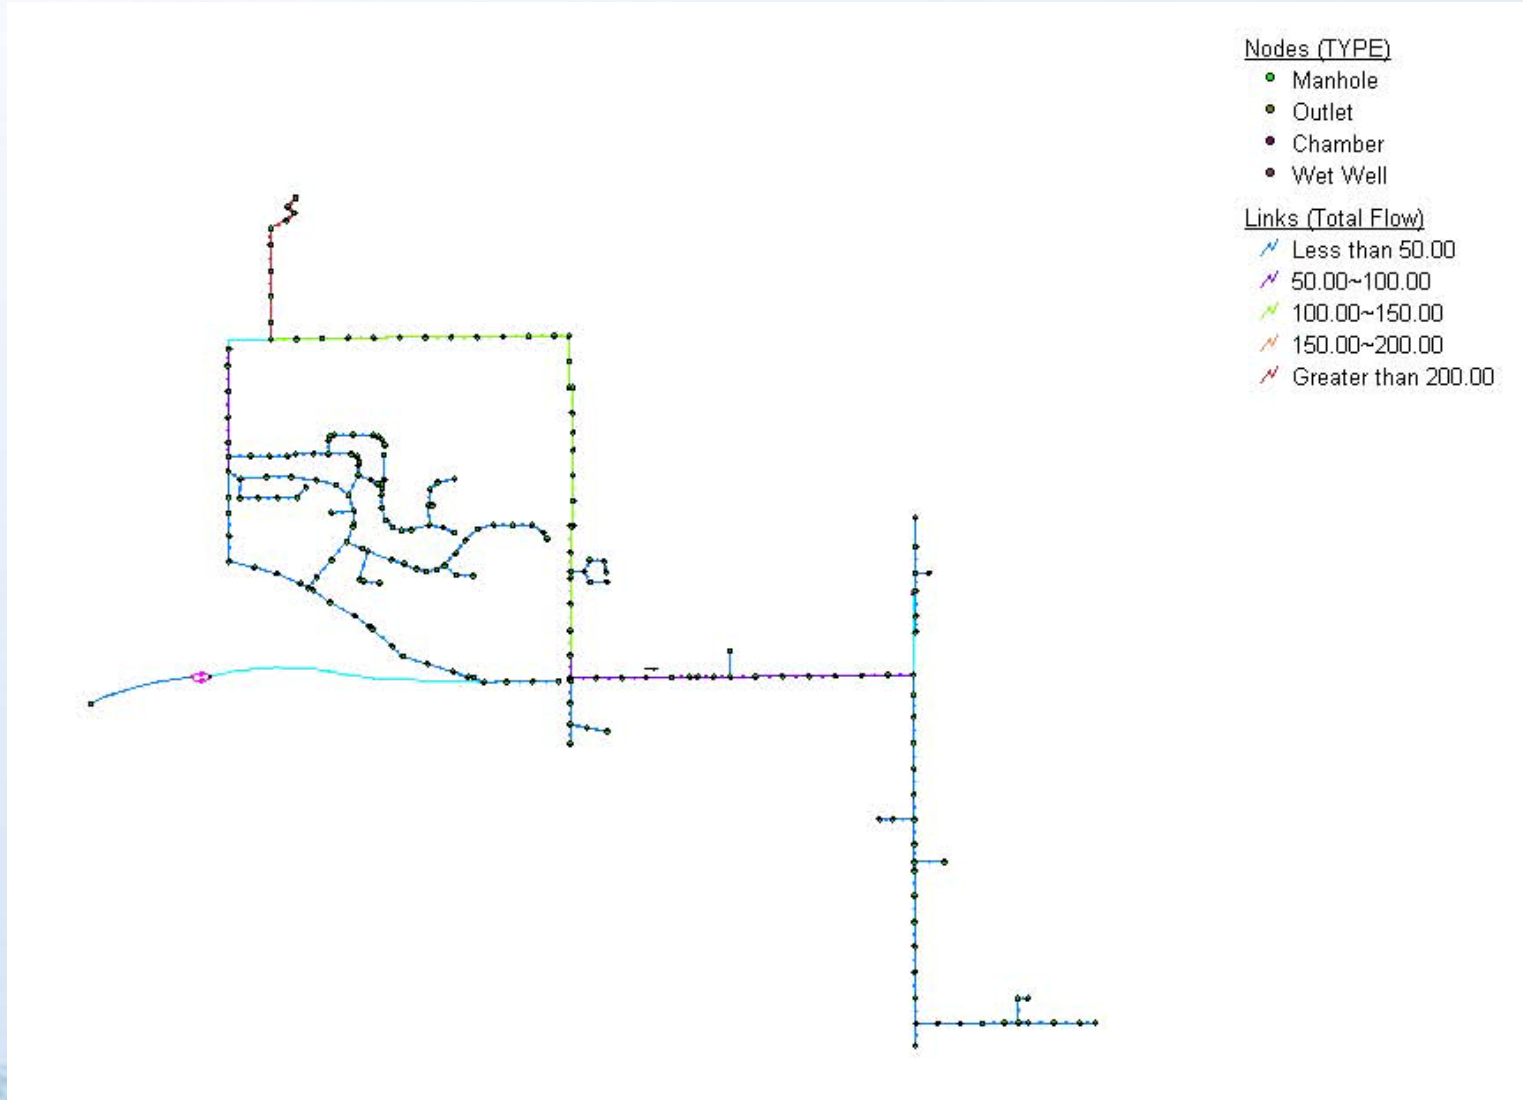 Nodes (TYPE)
Manhole
Outlet
Chamber
Wet Well
Links (Total Flow)
Less than 50.00
50.00~100.00
100.00~150.00
150.00~200.00
Greater than 200.00